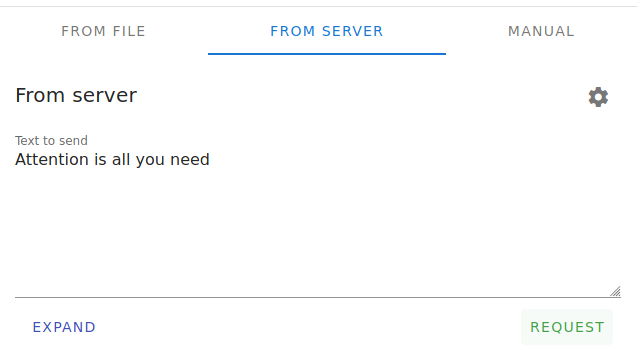 FROM FILE
FROM SERVER
MANUAL
From server
Text to send
Attention is all you need
EXPAND
REQUEST